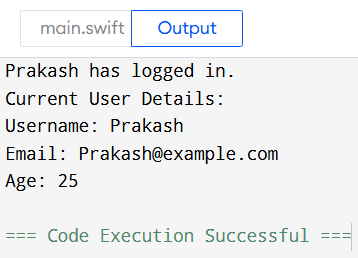 main.swift Output
Prakash has logged in.
Current User Details:
Username: Prakash
Email: Prakash@example.com
Age: 25
=== Code Execution Successful ===